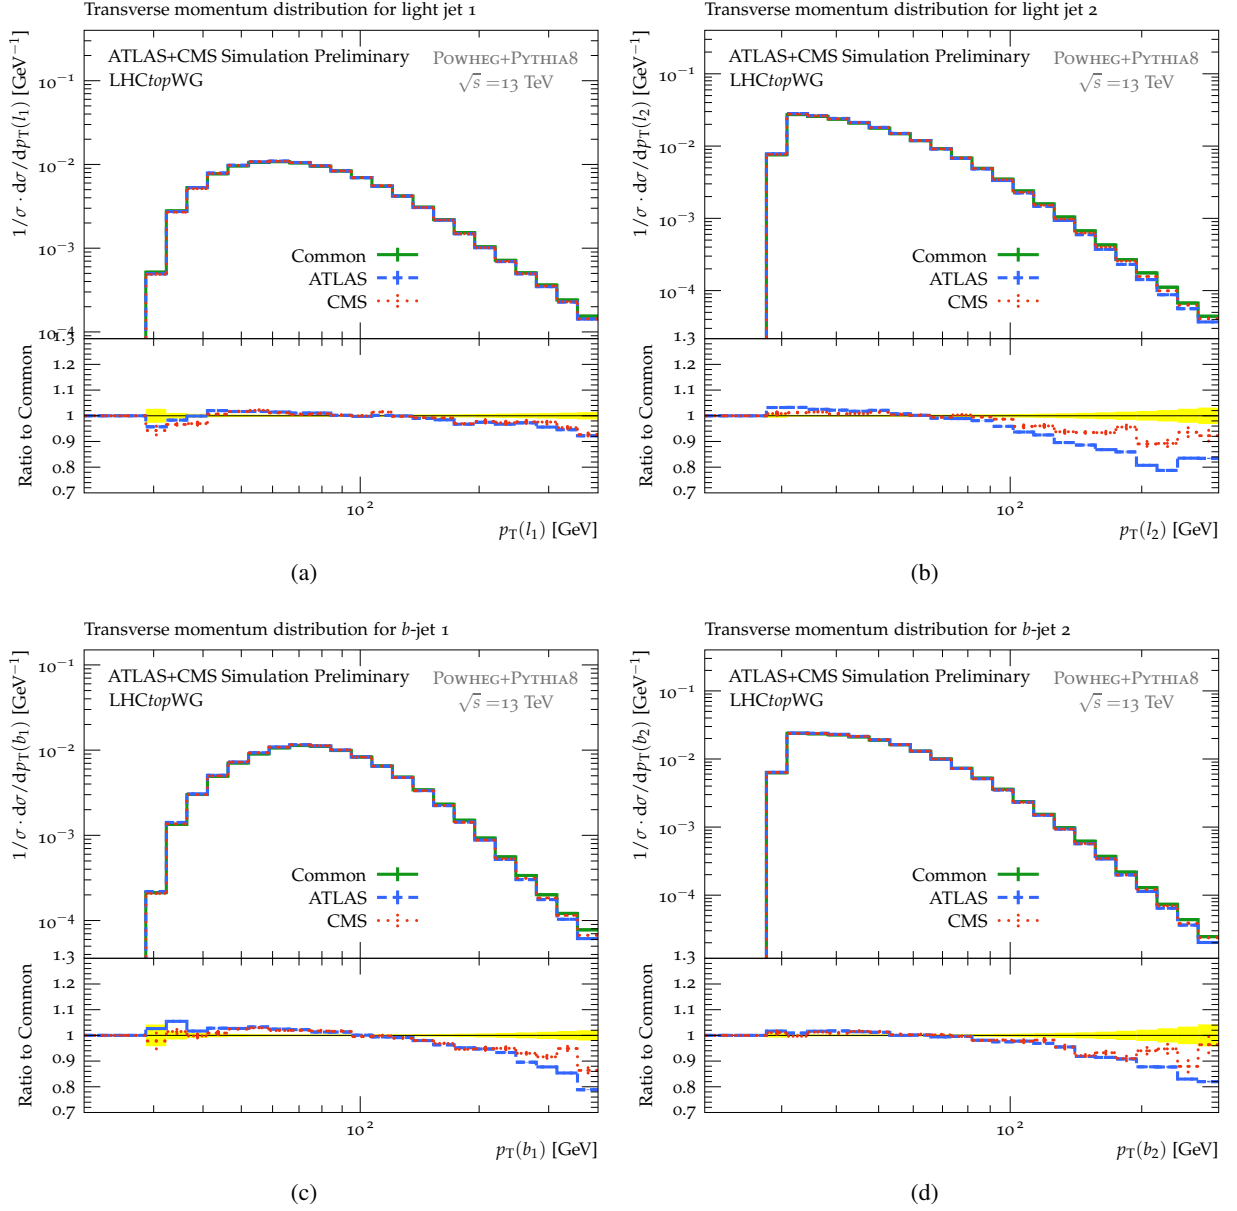 Transverse momentum distribution for light jet 1
ATLAS+CMS Simulation Preliminary
LHCtopWG
POWHEG+PYTHIA8
√s =13 TeV
1/σ · dσ/dpT(l1) [GeV−1]
10−1
10−2
10−3
10−4
Common
ATLAS
CMS
Ratio to Common
1.3
1.2
1.1
1
0.9
0.8
0.7
10²
pT(l1) [GeV]
(a)
Transverse momentum distribution for light jet 2
ATLAS+CMS Simulation Preliminary
LHCtopWG
POWHEG+PYTHIA8
√s =13 TeV
1/σ · dσ/dpT(l2) [GeV−1]
10−1
10−2
10−3
10−4
Common
ATLAS
CMS
Ratio to Common
1.3
1.2
1.1
1
0.9
0.8
0.7
10²
pT(l2) [GeV]
(b)
Transverse momentum distribution for b-jet 1
ATLAS+CMS Simulation Preliminary
LHCtopWG
POWHEG+PYTHIA8
√s =13 TeV
1/σ · dσ/dpT(b1) [GeV−1]
10−1
10−2
10−3
10−4
Common
ATLAS
CMS
Ratio to Common
1.3
1.2
1.1
1
0.9
0.8
0.7
10²
pT(b1) [GeV]
(c)
Transverse momentum distribution for b-jet 2
ATLAS+CMS Simulation Preliminary
LHCtopWG
POWHEG+PYTHIA8
√s =13 TeV
1/σ · dσ/dpT(b2) [GeV−1]
10−1
10−2
10−3
10−4
Common
ATLAS
CMS
Ratio to Common
1.3
1.2
1.1
1
0.9
0.8
0.7
10²
pT(b2) [GeV]
(d)